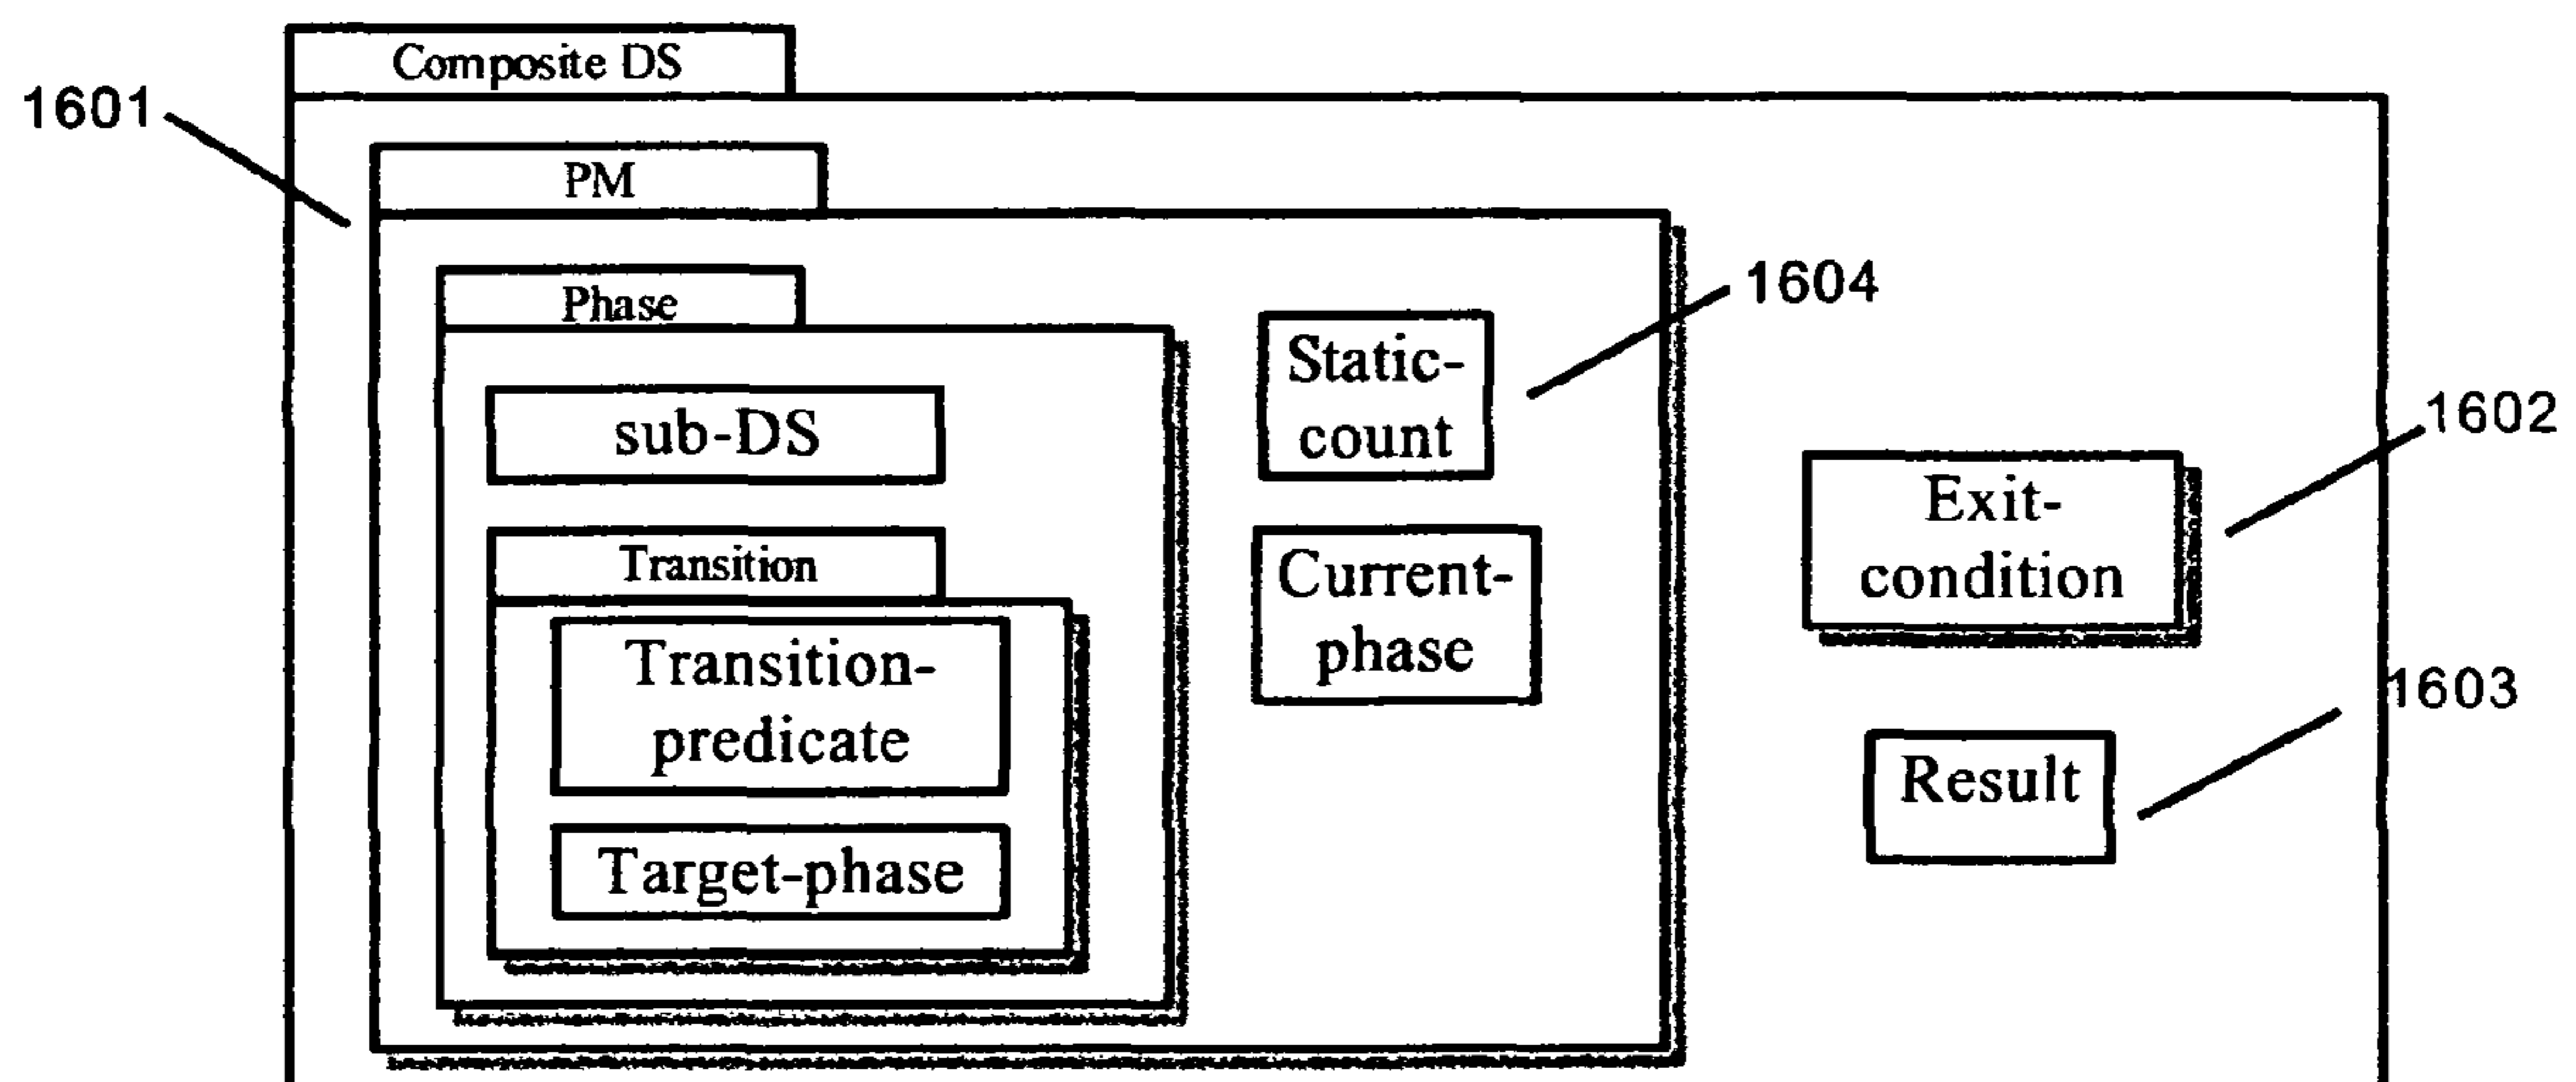 Composite DS
1601
PM
Phase
1604
Static-
count
sub-DS
1602
Exit-
condition
Transition
Current-
phase
Transition-
predicate
1603
Result
Target-phase